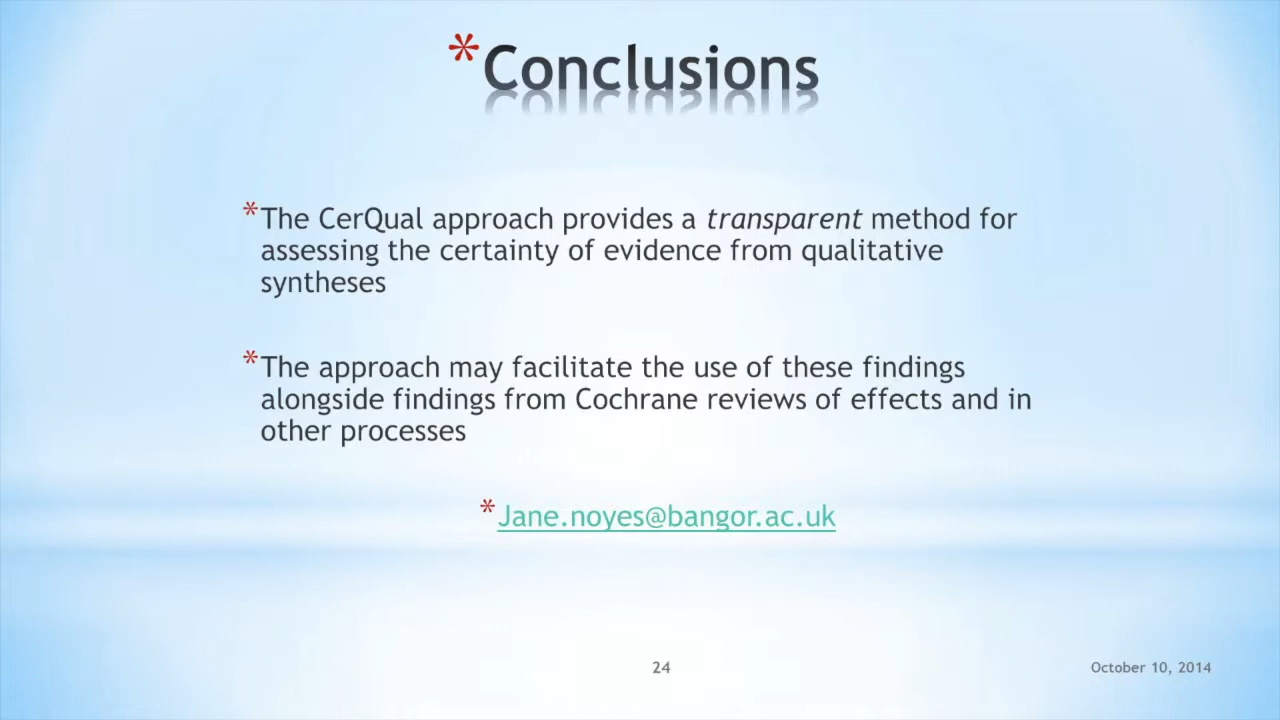 *Conclusions
*The CerQual approach provides a transparent method for
assessing the certainty of evidence from qualitative
syntheses
*The approach may facilitate the use of these findings
alongside findings from Cochrane reviews of effects and in
other processes
*Jane.noyes@bangor.ac.uk
24
October 10, 2014